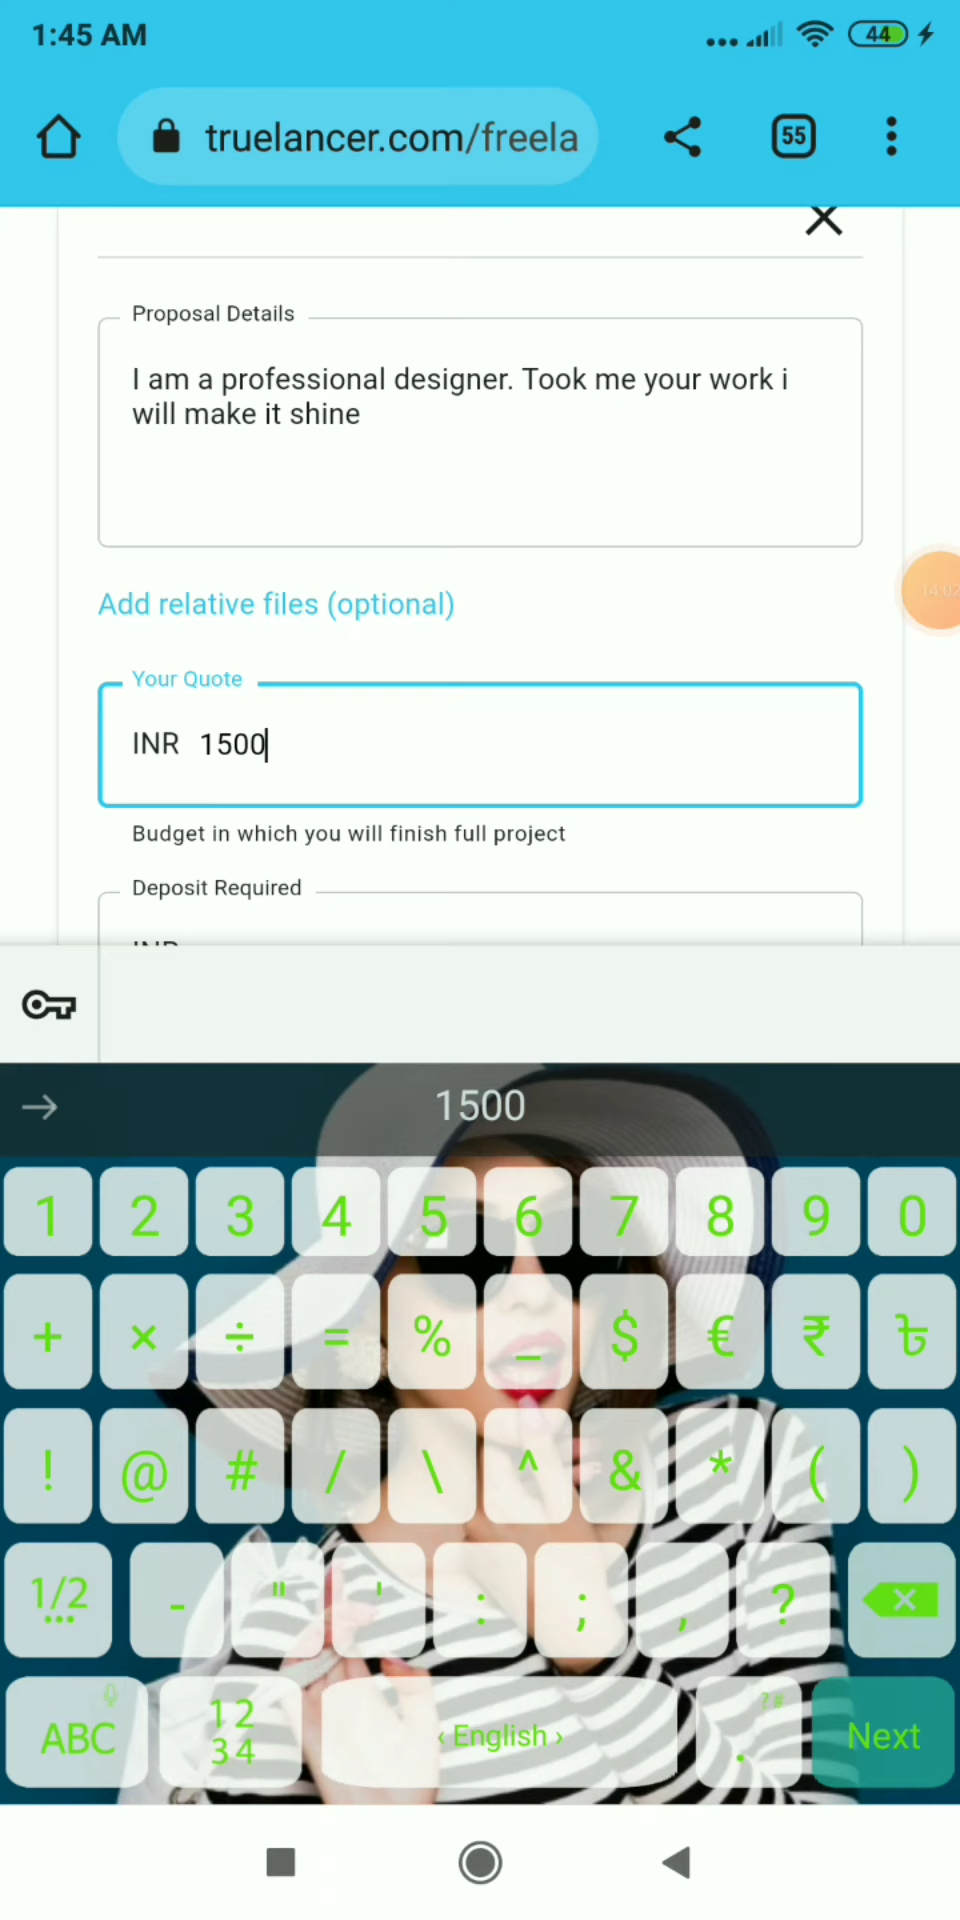 1:45 AM
44
truelancer.com/freela
55
Proposal Details
I am a professional designer. Took me your work i
will make it shine
Add relative files (optional)
14:02
Your Quote
INR 1500
Budget in which you will finish full project
Deposit Required
INR
1500
1 2 3 4 5 6 7 8 9 0
+ × ÷ = % _ $ € ₹ ৳
! @ # / \ ^ & * ( )
1/2 - " ' : ; , ?
ABC 12 34 ‹ English › ?# . Next